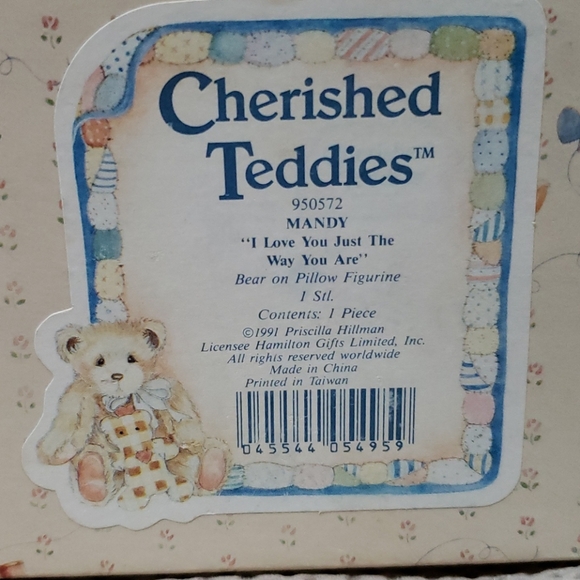 Cherished
Teddies™
950572
MANDY
"I Love You Just The
Way You Are"
Bear on Pillow Figurine
1 Stl.
Contents: 1 Piece
©1991 Priscilla Hillman
Licensee Hamilton Gifts Limited, Inc.
All rights reserved worldwide
Made in China
Printed in Taiwan
045544 054959